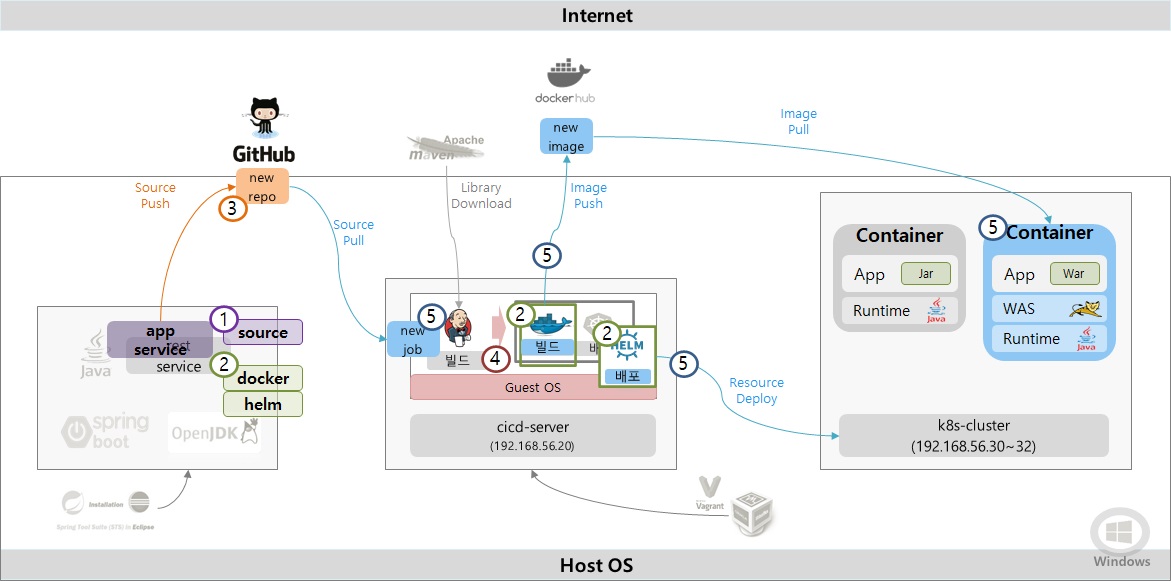 Internet
docker hub
new
image
Image
Pull
GitHub
new
repo
3
Source
Push
Apache
maven
Library
Download
Image
Push
Source
Pull
5
5
Container
App
Jar
Runtime
Java
Container
App
War
WAS
Runtime
Java
1
app
service
source
test
service
2
docker
helm
Java
spring
boot
OpenJDK
5
new
job
빌드
4
2
빌드
2
배
HELM
배포
Guest OS
5
Resource
Deploy
cicd-server
(192.168.56.20)
k8s-cluster
(192.168.56.30~32)
Installation
Spring Tool Suite (STS) in Eclipse
Vagrant
Windows
Host OS